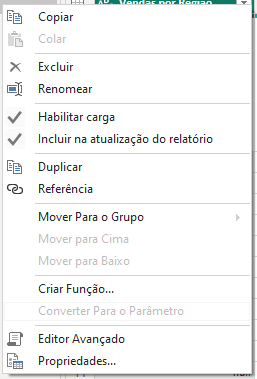 Vendas por Região
Copiar
Colar
Excluir
Renomear
Habilitar carga
Incluir na atualização do relatório
Duplicar
Referência
Mover Para o Grupo
Mover para Cima
Mover para Baixo
Criar Função...
Converter Para o Parâmetro
Editor Avançado
Propriedades...